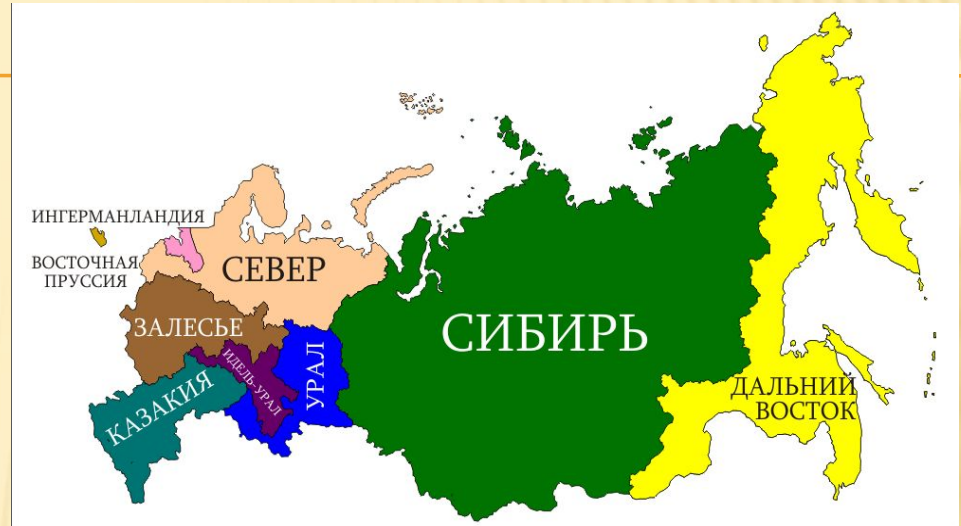 ИНГЕРМАНЛАНДИЯ
ВОСТОЧНАЯ
ПРУССИЯ
СЕВЕР
ЗАЛЕСЬЕ
ИДЕЛЬ-УРАЛ
УРАЛ
КАЗАКИЯ
СИБИРЬ
ДАЛЬНИЙ
ВОСТОК